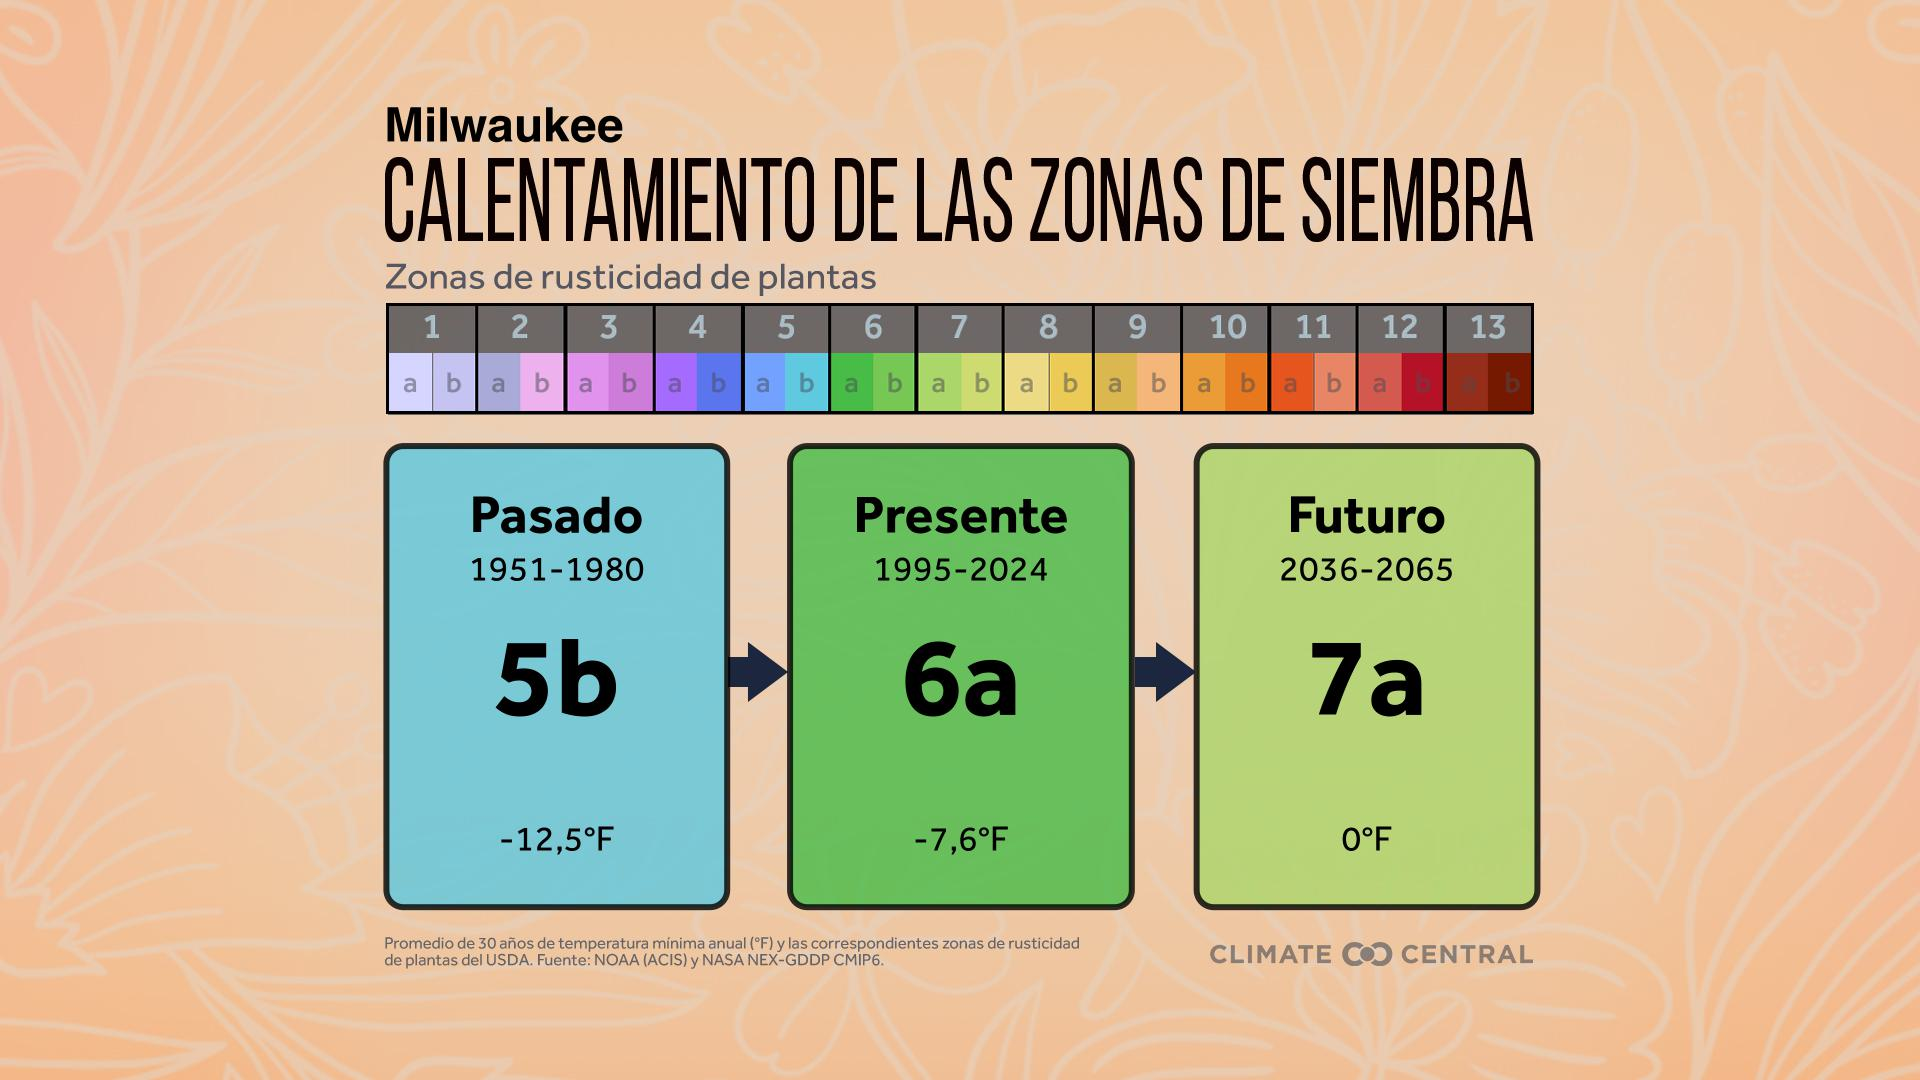 Milwaukee
CALENTAMIENTO DE LAS ZONAS DE SIEMBRA
Zonas de rusticidad de plantas
1 2 3 4 5 6 7 8 9 10 11 12 13
a b a b a b a b a b a b a b a b a b a b a b a b a b
Pasado
1951-1980
5b
-12,5°F
Presente
1995-2024
6a
-7,6°F
Futuro
2036-2065
7a
0°F
Promedio de 30 años de temperatura mínima anual (°F) y las correspondientes zonas de rusticidad
de plantas del USDA. Fuente: NOAA (ACIS) y NASA NEX-GDDP CMIP6.
CLIMATE CENTRAL